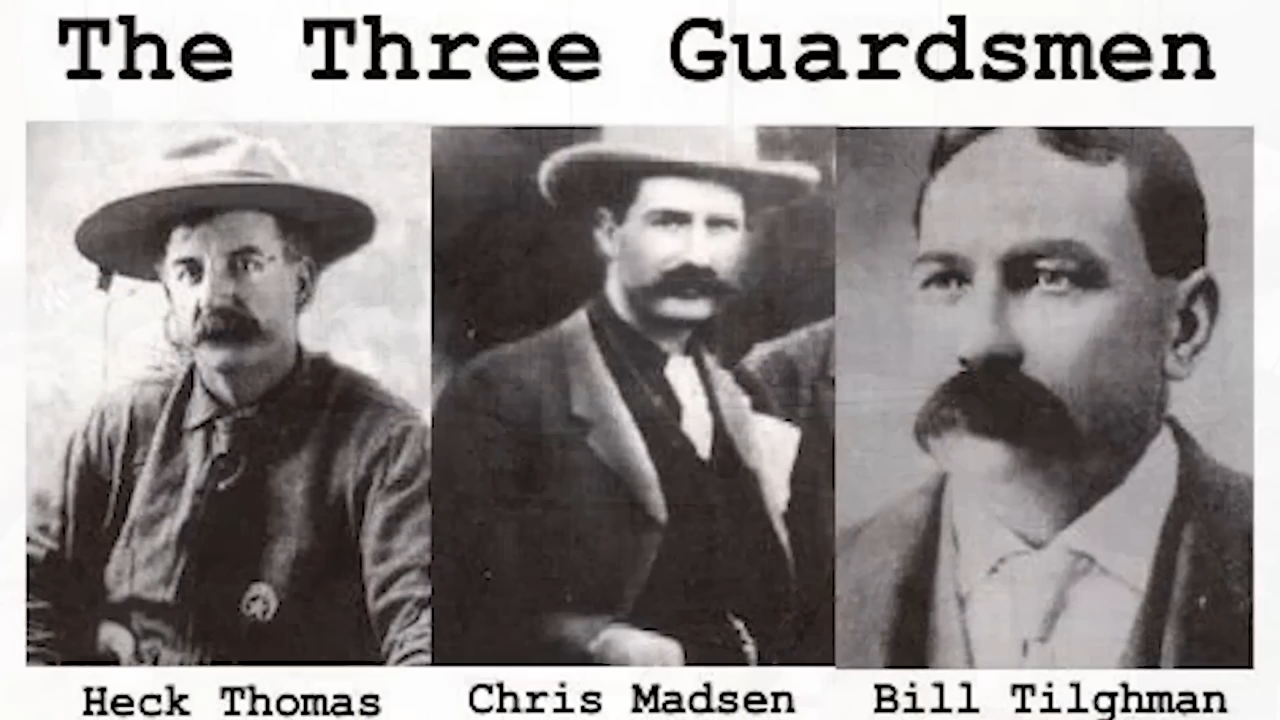 The Three Guardsmen
Heck Thomas
Chris Madsen
Bill Tilghman